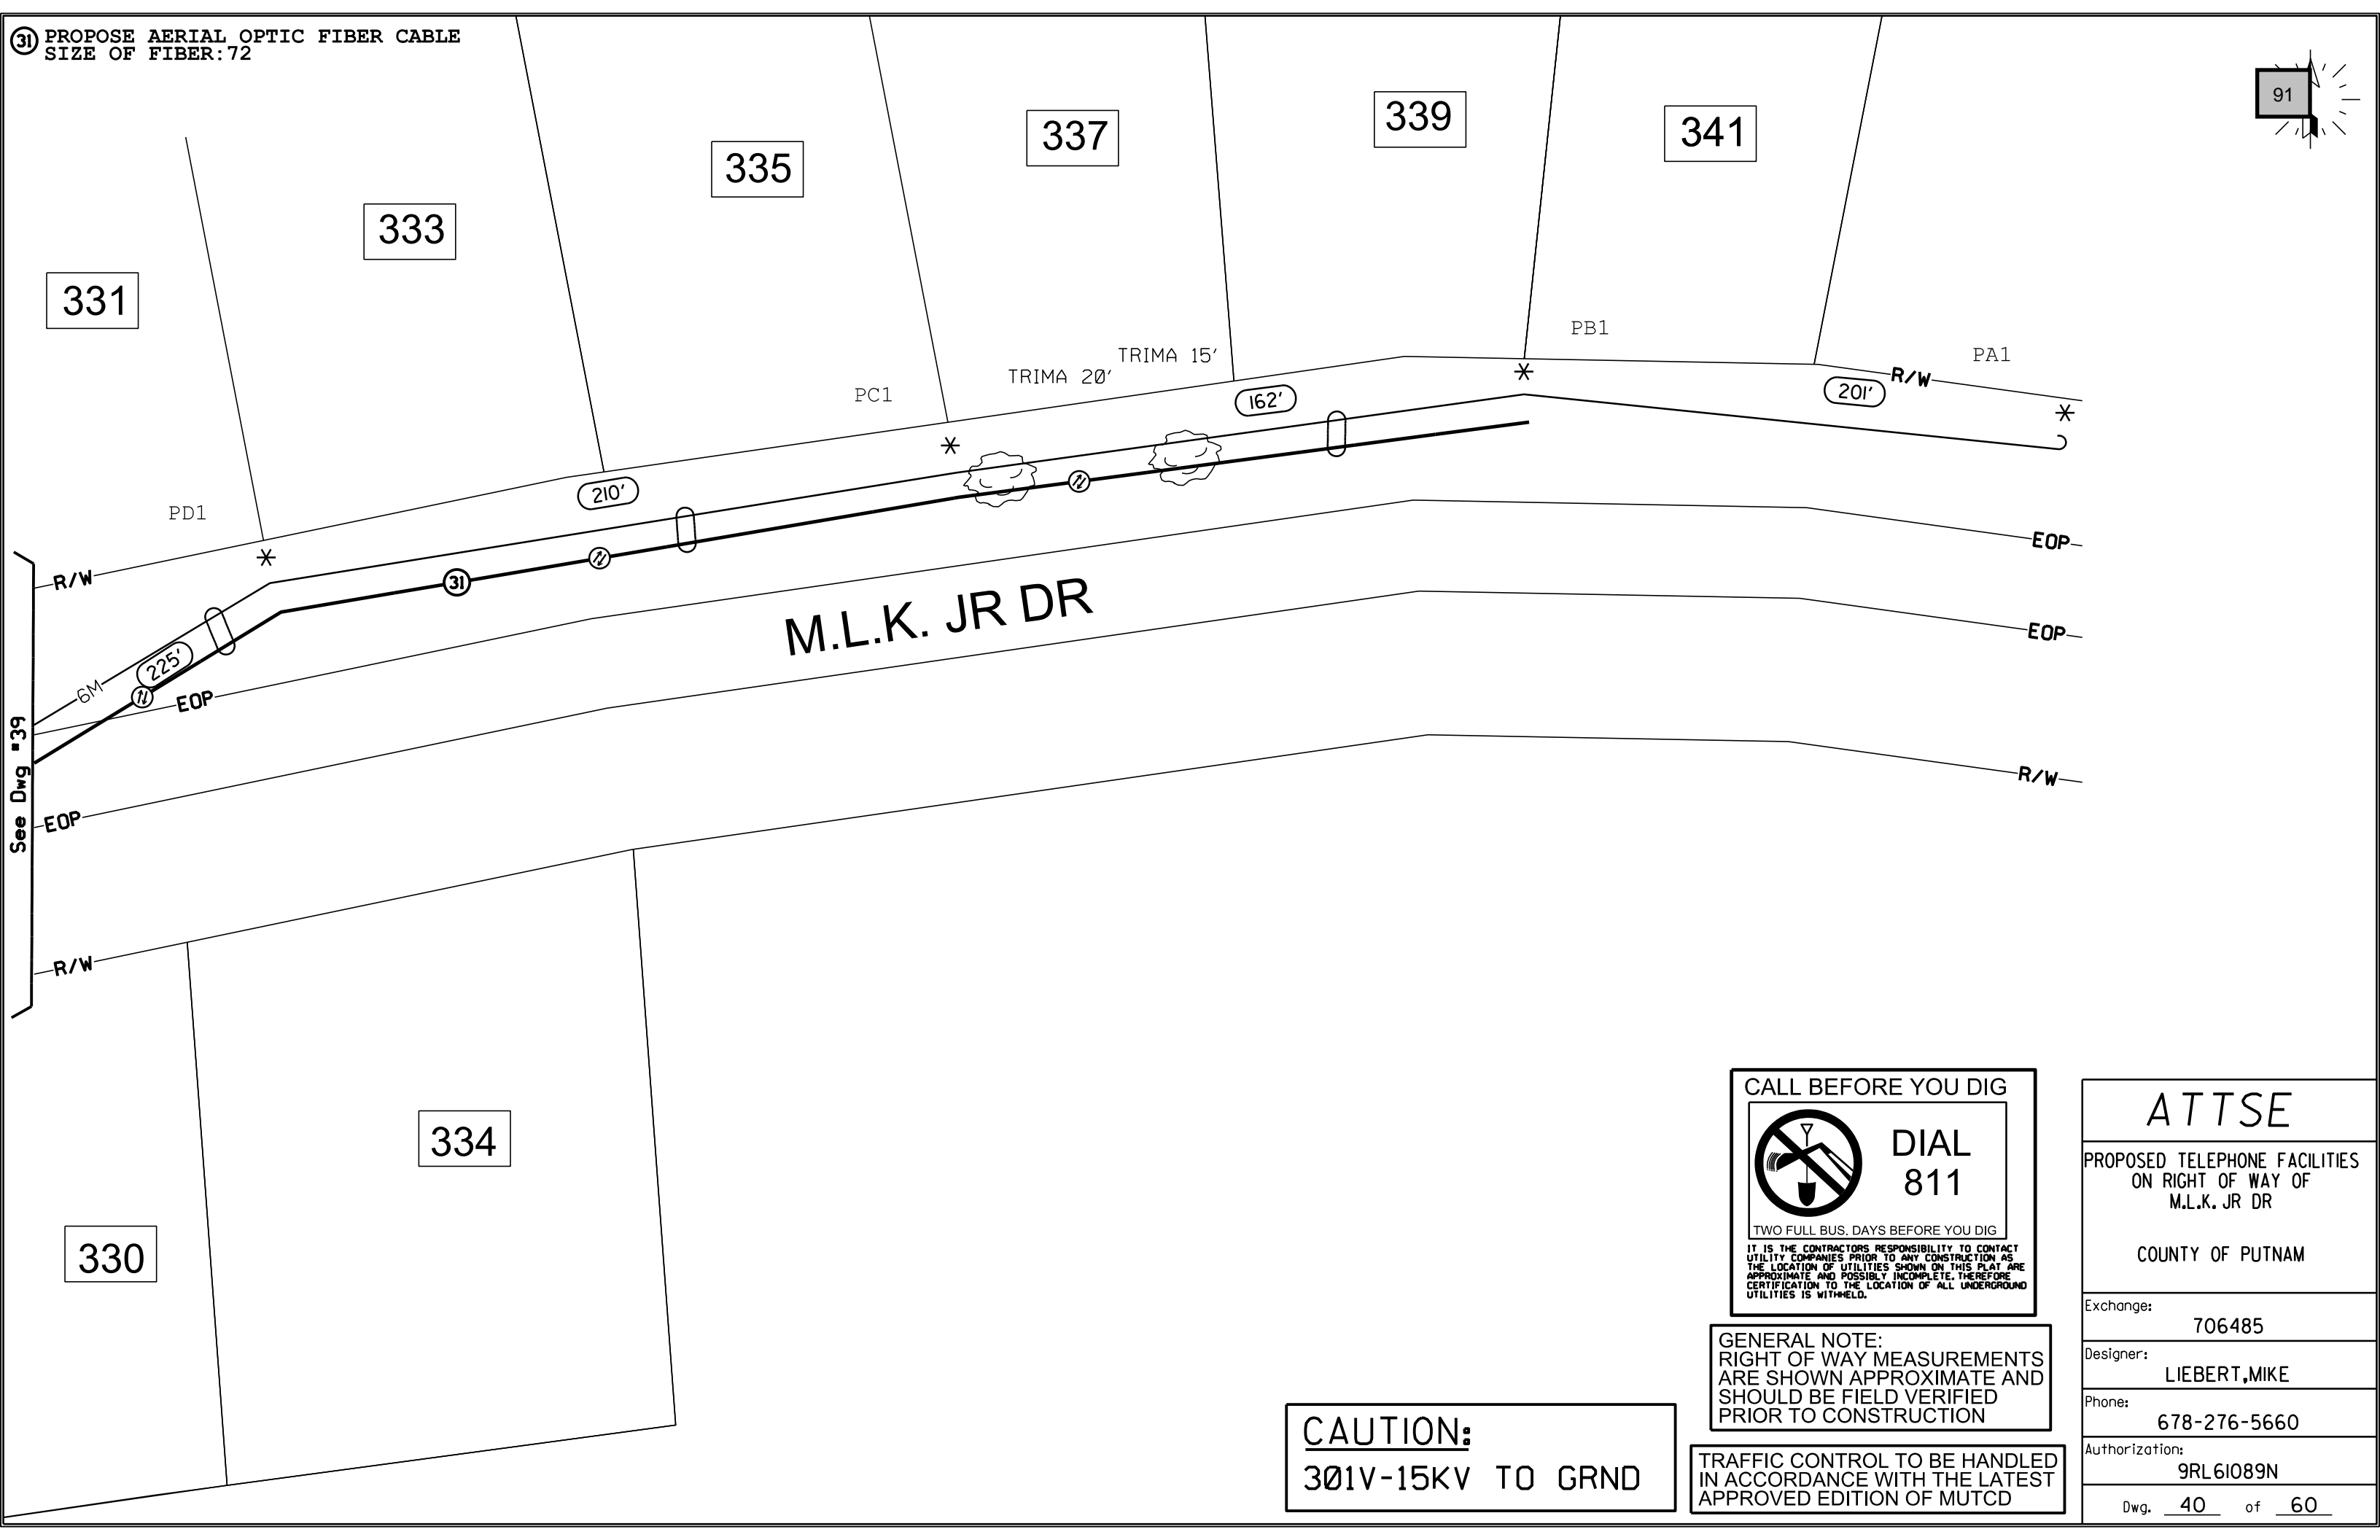 31 PROPOSE AERIAL OPTIC FIBER CABLE
SIZE OF FIBER:72
91
331
333
335
337
339
341
PD1
PC1
TRIMA 20'
TRIMA 15'
PB1
PA1
R/W
225'
210'
162'
201'
R/W
31
6M
EOP
EOP
M.L.K. JR DR
EOP
See Dwg #39
EOP
R/W
R/W
334
330
CALL BEFORE YOU DIG
DIAL
811
TWO FULL BUS. DAYS BEFORE YOU DIG
IT IS THE CONTRACTORS RESPONSIBILITY TO CONTACT
UTILITY COMPANIES PRIOR TO ANY CONSTRUCTION AS
THE LOCATION OF UTILITIES SHOWN ON THIS PLAT ARE
APPROXIMATE AND POSSIBLY INCOMPLETE. THEREFORE
CERTIFICATION TO THE LOCATION OF ALL UNDERGROUND
UTILITIES IS WITHHELD.
GENERAL NOTE:
RIGHT OF WAY MEASUREMENTS
ARE SHOWN APPROXIMATE AND
SHOULD BE FIELD VERIFIED
PRIOR TO CONSTRUCTION
CAUTION:
301V-15KV TO GRND
TRAFFIC CONTROL TO BE HANDLED
IN ACCORDANCE WITH THE LATEST
APPROVED EDITION OF MUTCD
ATTSE
PROPOSED TELEPHONE FACILITIES
ON RIGHT OF WAY OF
M.L.K. JR DR
COUNTY OF PUTNAM
Exchange:
706485
Designer:
LIEBERT,MIKE
Phone:
678-276-5660
Authorization:
9RL61089N
Dwg. 40 of 60